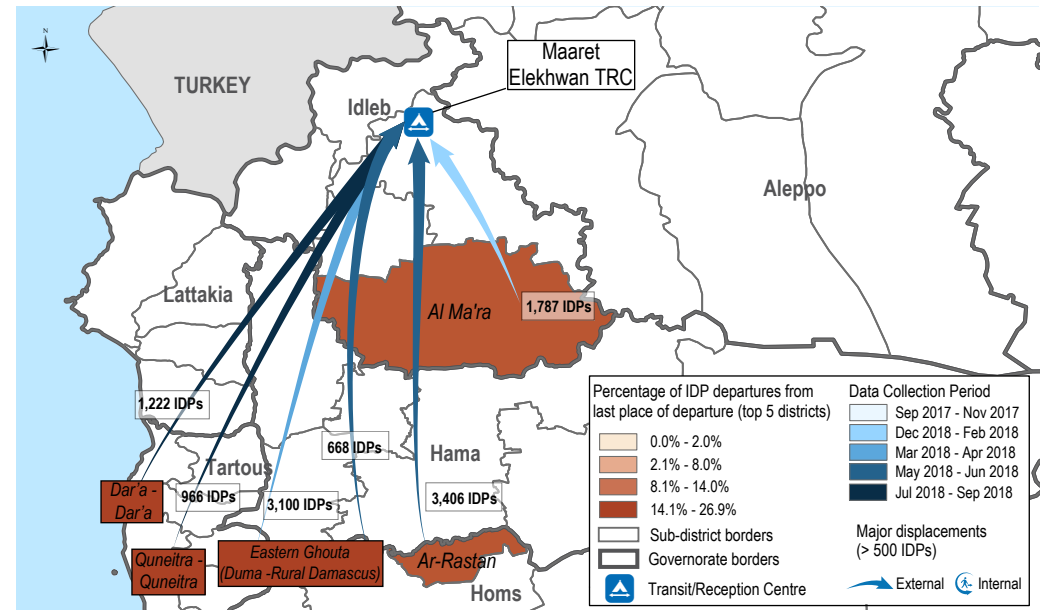 N
Maaret
Elekhwan TRC
TURKEY
Idleb
Aleppo
Lattakia
Al Ma'ra
1,787 IDPs
1,222 IDPs
668 IDPs
Hama
Tartous
Dar'a -
Dar'a
966 IDPs
3,100 IDPs
3,406 IDPs
Quneitra -
Quneitra
Eastern Ghouta
(Duma -Rural Damascus)
Ar-Rastan
Homs
Percentage of IDP departures from
last place of departure (top 5 districts)
0.0% - 2.0%
2.1% - 8.0%
8.1% - 14.0%
14.1% - 26.9%
Sub-district borders
Governorate borders
Transit/Reception Centre
Data Collection Period
Sep 2017 - Nov 2017
Dec 2018 - Feb 2018
Mar 2018 - Apr 2018
May 2018 - Jun 2018
Jul 2018 - Sep 2018
Major displacements
(> 500 IDPs)
External
Internal